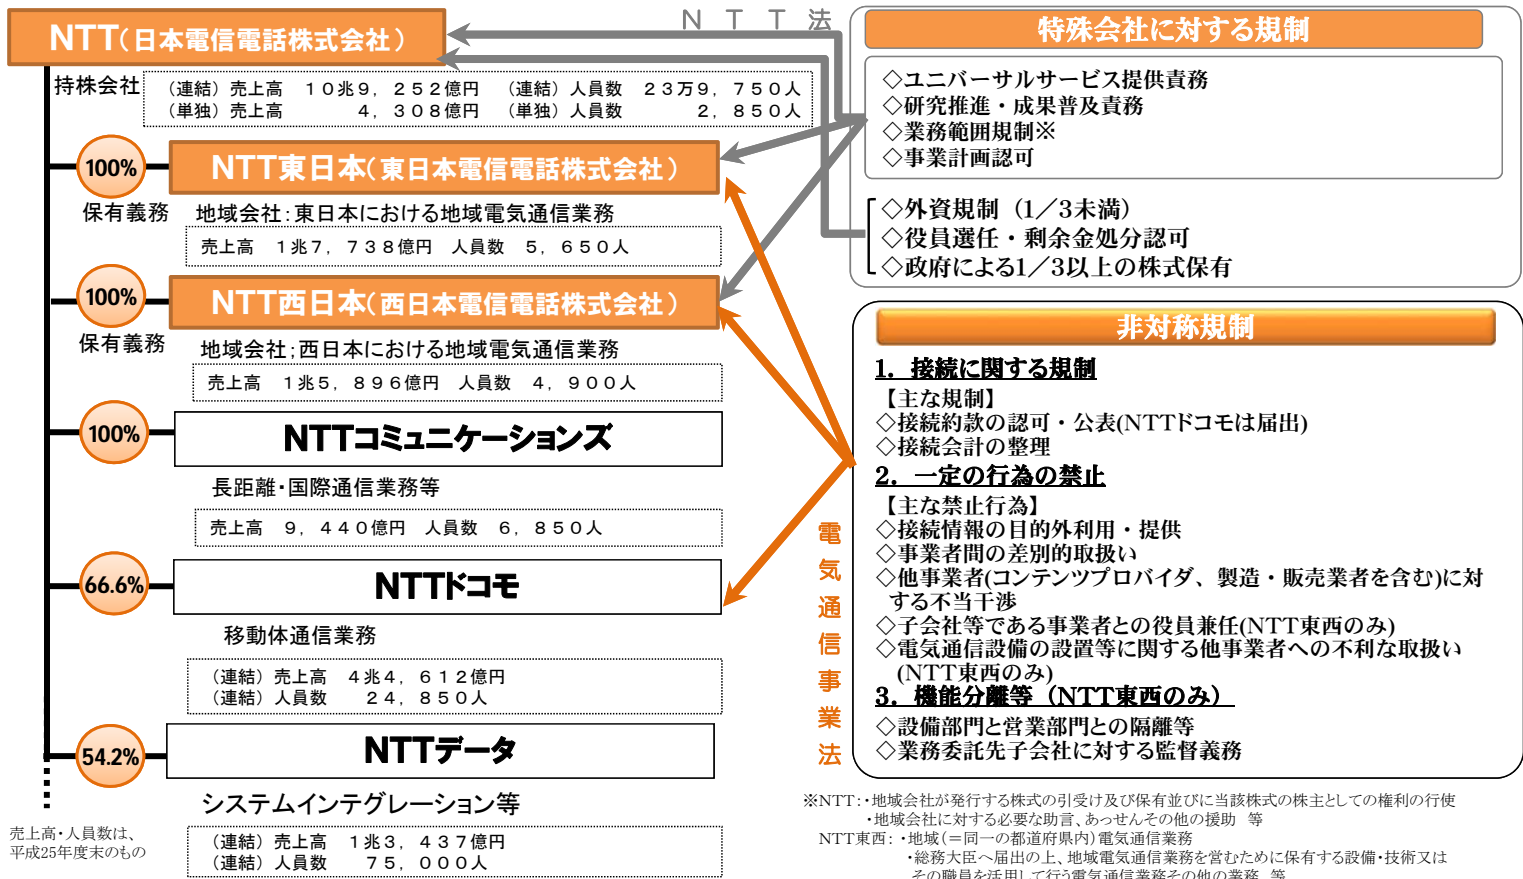 NTT(日本電信電話株式会社)
NTT法
持株会社
(連結) 売上高 10兆9, 252億円 (連結) 人員数 23万9, 750人
(単独) 売上高 4, 308億円 (単独) 人員数 2, 850人
100%
NTT東日本(東日本電信電話株式会社)
保有義務
地域会社:東日本における地域電気通信業務
売上高 1兆7, 738億円 人員数 5, 650人
100%
NTT西日本(西日本電信電話株式会社)
保有義務
地域会社;西日本における地域電気通信業務
売上高 1兆5, 896億円 人員数 4, 900人
100%
NTTコミュニケーションズ
長距離・国際通信業務等
売上高 9, 440億円 人員数 6, 850人
66.6%
NTTドコモ
移動体通信業務
(連結) 売上高 4兆4, 612億円
(連結) 人員数 24, 850人
54.2%
NTTデータ
システムインテグレーション等
(連結) 売上高 1兆3, 437億円
(連結) 人員数 75, 000人
売上高・人員数は、
平成25年度末のもの
特殊会社に対する規制
◇ユニバーサルサービス提供責務
◇研究推進・成果普及責務
◇業務範囲規制※
◇事業計画認可
◇外資規制(1/3未満)
◇役員選任・剰余金処分認可
◇政府による1/3以上の株式保有
電気通信事業法
非対称規制
1. 接続に関する規制
【主な規制】
◇接続約款の認可・公表(NTTドコモは届出)
◇接続会計の整理
2. 一定の行為の禁止
【主な禁止行為】
◇接続情報の目的外利用・提供
◇事業者間の差別的取扱い
◇他事業者(コンテンツプロバイダ、製造・販売業者を含む)に対
する不当干渉
◇子会社等である事業者との役員兼任(NTT東西のみ)
◇電気通信設備の設置等に関する他事業者への不利な取扱い
(NTT東西のみ)
3. 機能分離等(NTT東西のみ)
◇設備部門と営業部門との隔離等
◇業務委託先子会社に対する監督義務
※NTT:・地域会社が発行する株式の引受け及び保有並びに当該株式の株主としての権利の行使
・地域会社に対する必要な助言、あっせんその他の援助 等
NTT東西:・地域(=同一の都道府県内)電気通信業務
・総務大臣へ届出の上、地域電気通信業務を営むために保有する設備・技術又は
その職員を活用して行う電気通信業務その他の業務 等